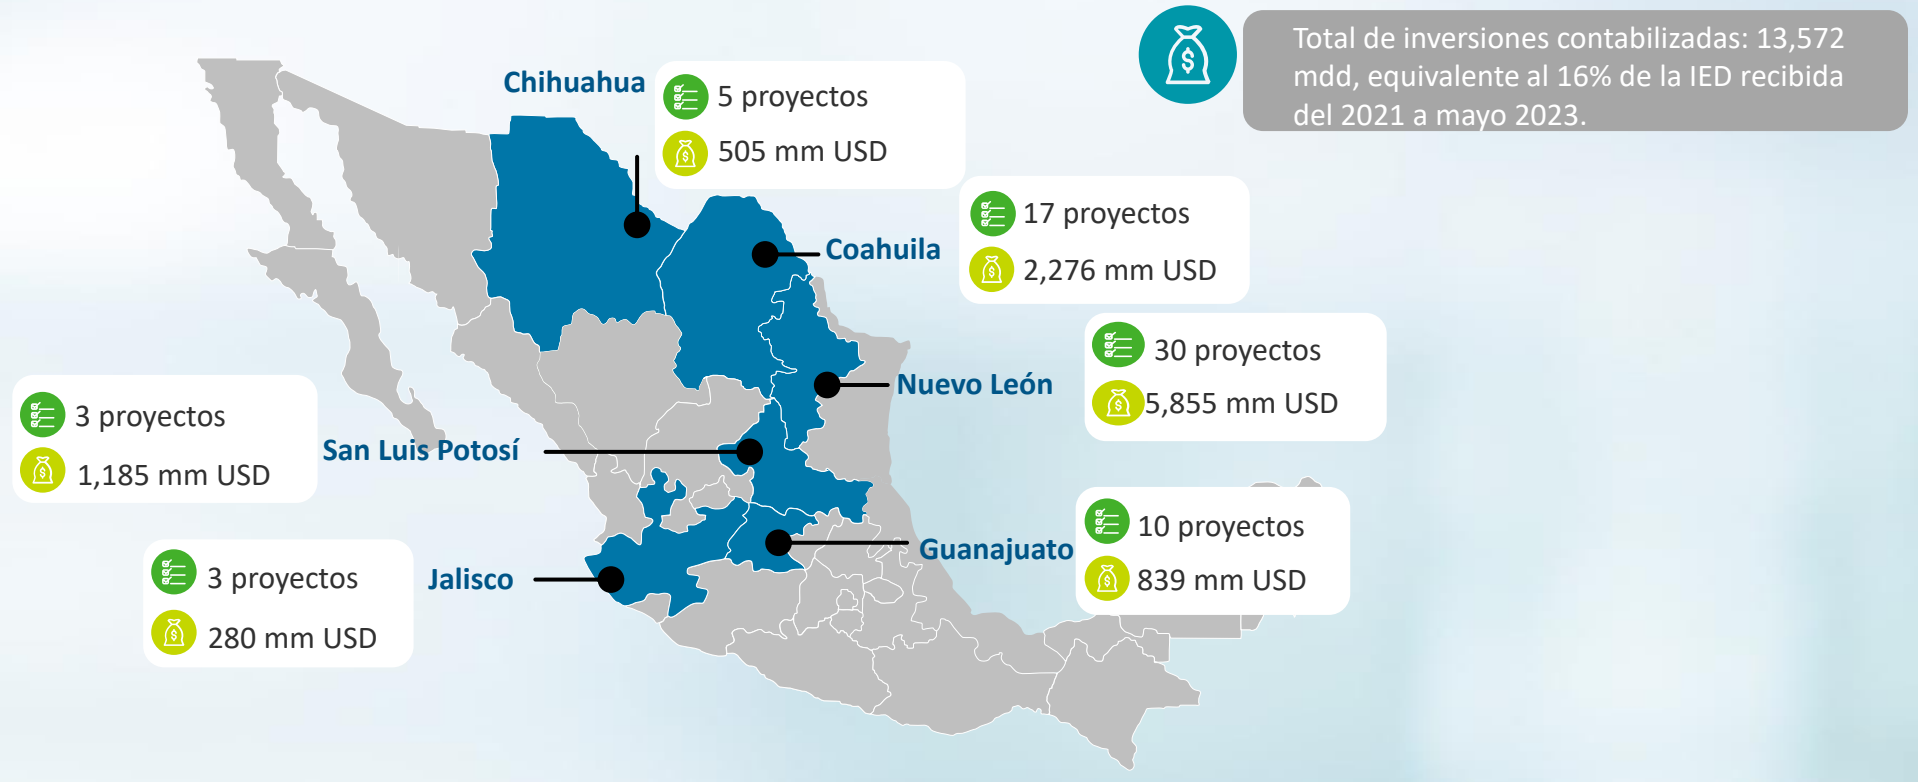 Total de inversiones contabilizadas: 13,572
mdd, equivalente al 16% de la IED recibida
del 2021 a mayo 2023.
Chihuahua
5 proyectos
505 mm USD
Coahuila
17 proyectos
2,276 mm USD
Nuevo León
30 proyectos
5,855 mm USD
San Luis Potosí
3 proyectos
1,185 mm USD
Guanajuato
10 proyectos
839 mm USD
Jalisco
3 proyectos
280 mm USD